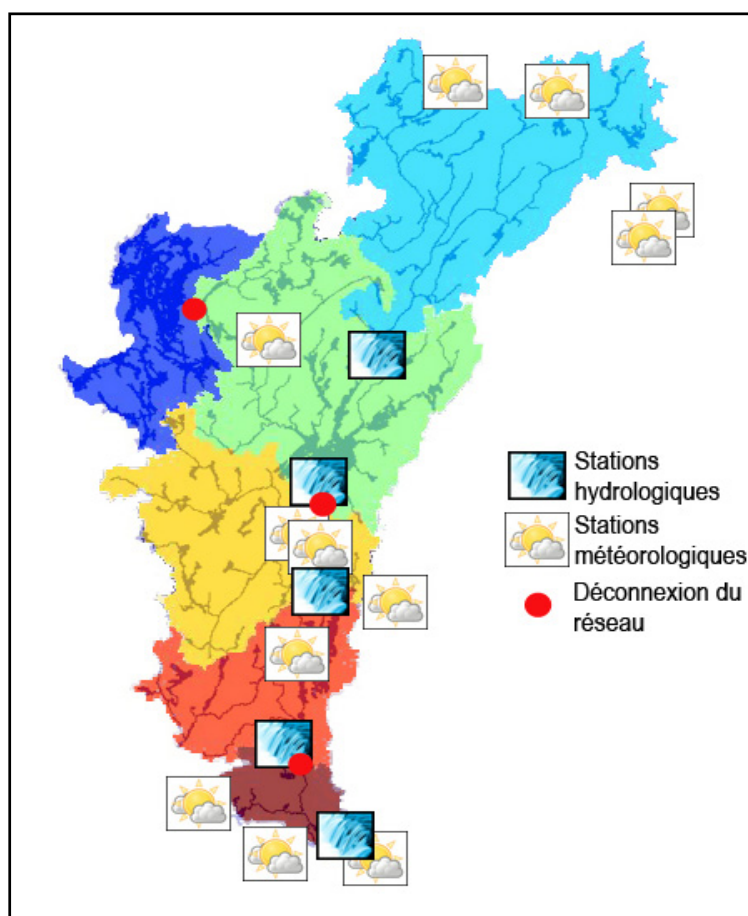 Stations
hydrologiques
Stations
météorologiques
Déconnexion du
réseau